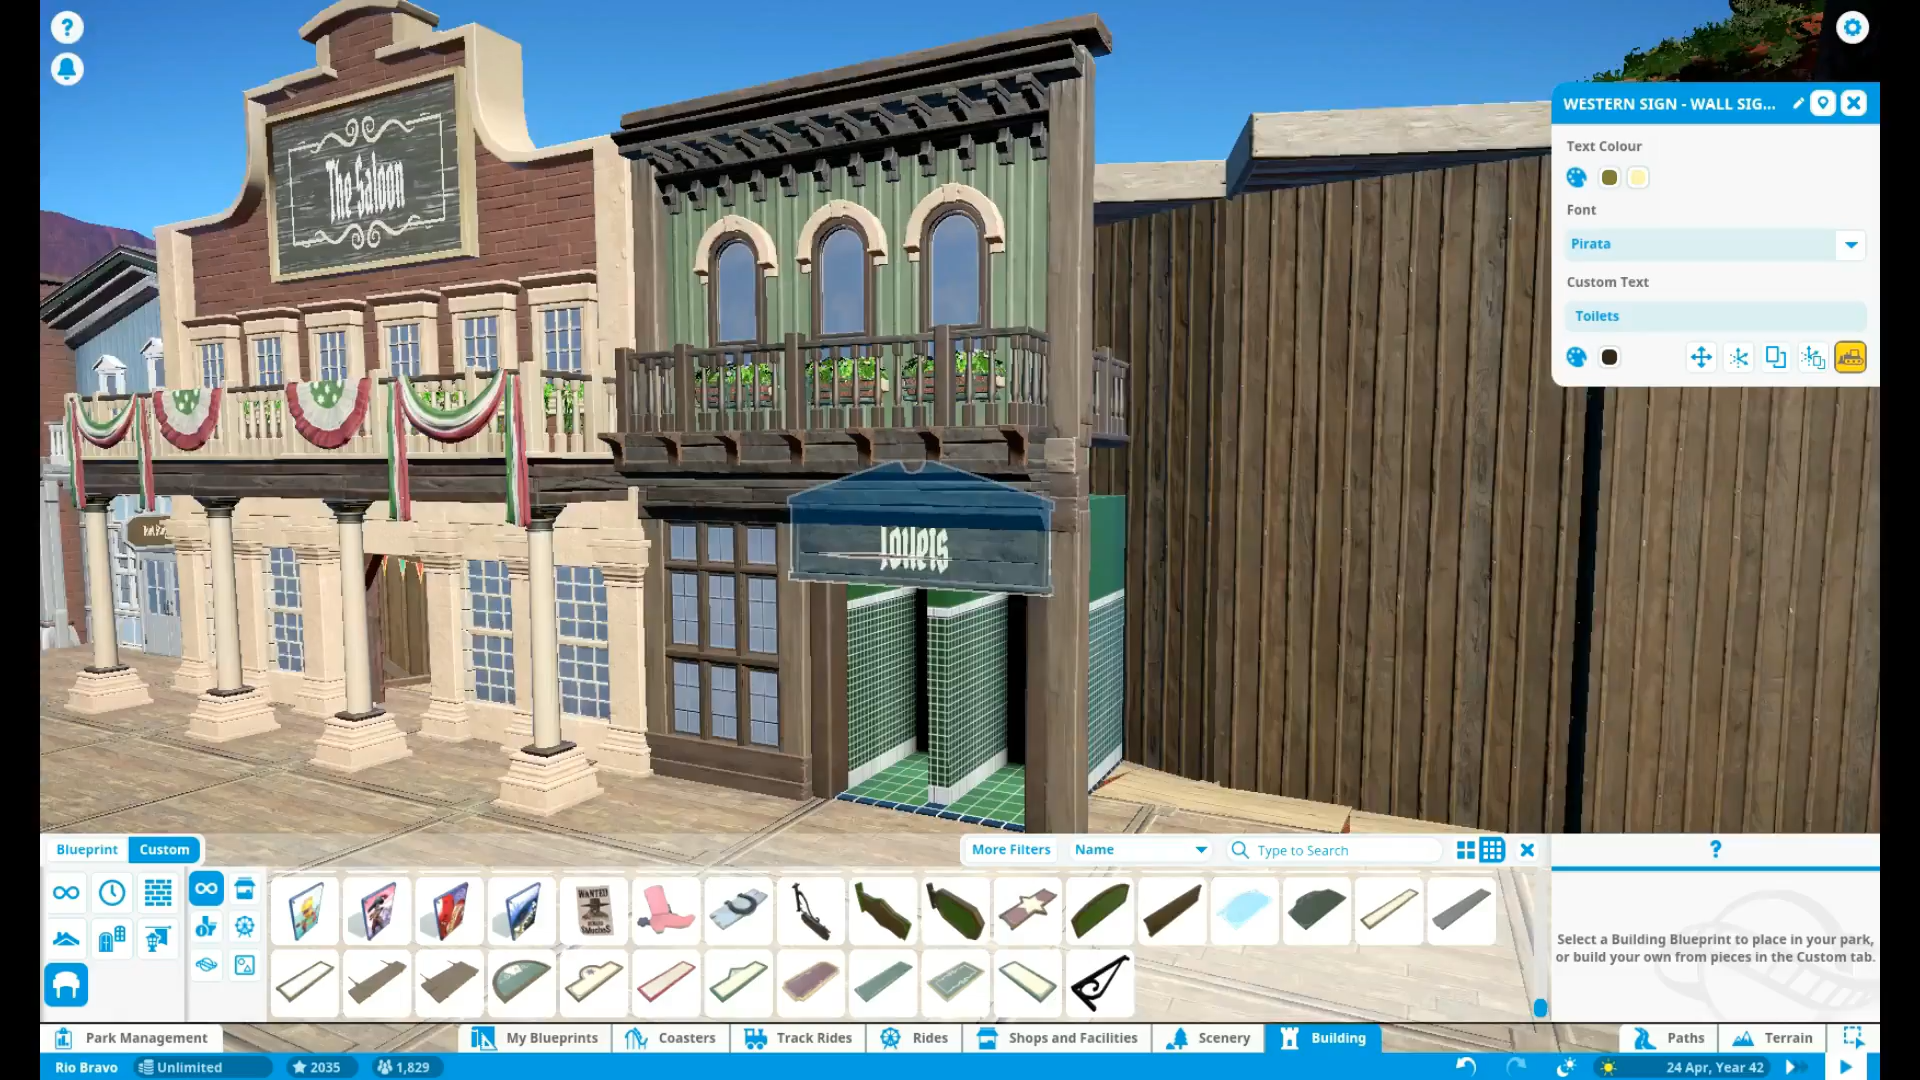 ?
The Saloon
WESTERN SIGN - WALL SIG...
Text Colour
Font
Pirata
Custom Text
Toilets
Toilets
Blueprint
Custom
More Filters
Name
Type to Search
?
WANTED
Select a Building Blueprint to place in your park,
or build your own from pieces in the Custom tab.
Park Management
My Blueprints
Coasters
Track Rides
Rides
Shops and Facilities
Scenery
Building
Paths
Terrain
Rio Bravo
Unlimited
2035
1,829
24 Apr, Year 42